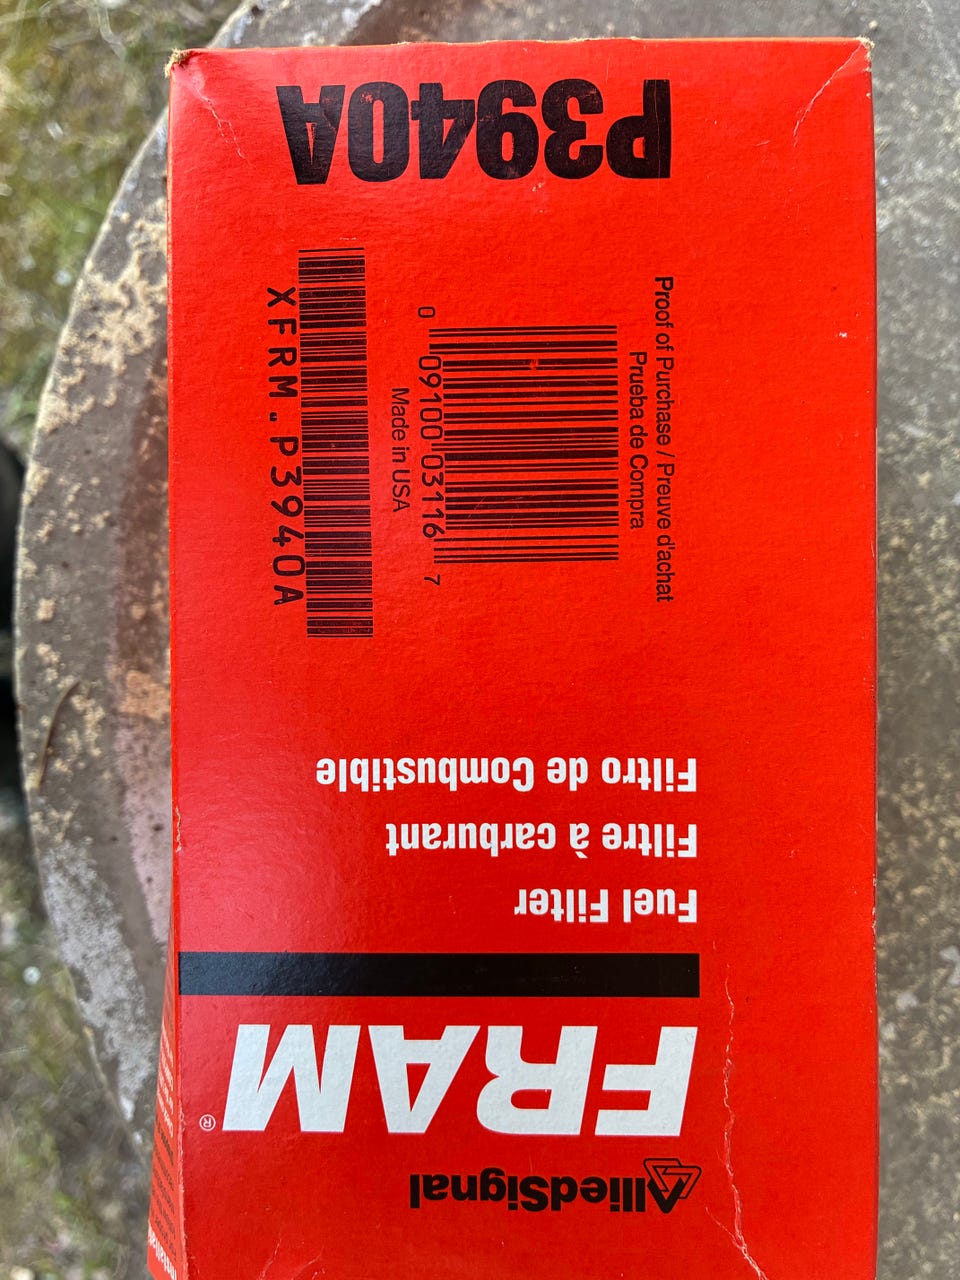 AlliedSignal
FRAM®
Fuel Filter
Filtre à carburant
Filtro de Combustible
Proof of Purchase / Preuve d'achat
Prueba de Compra
0 09100 03116 7
Made in USA
XFRM.P3940A
P3940A